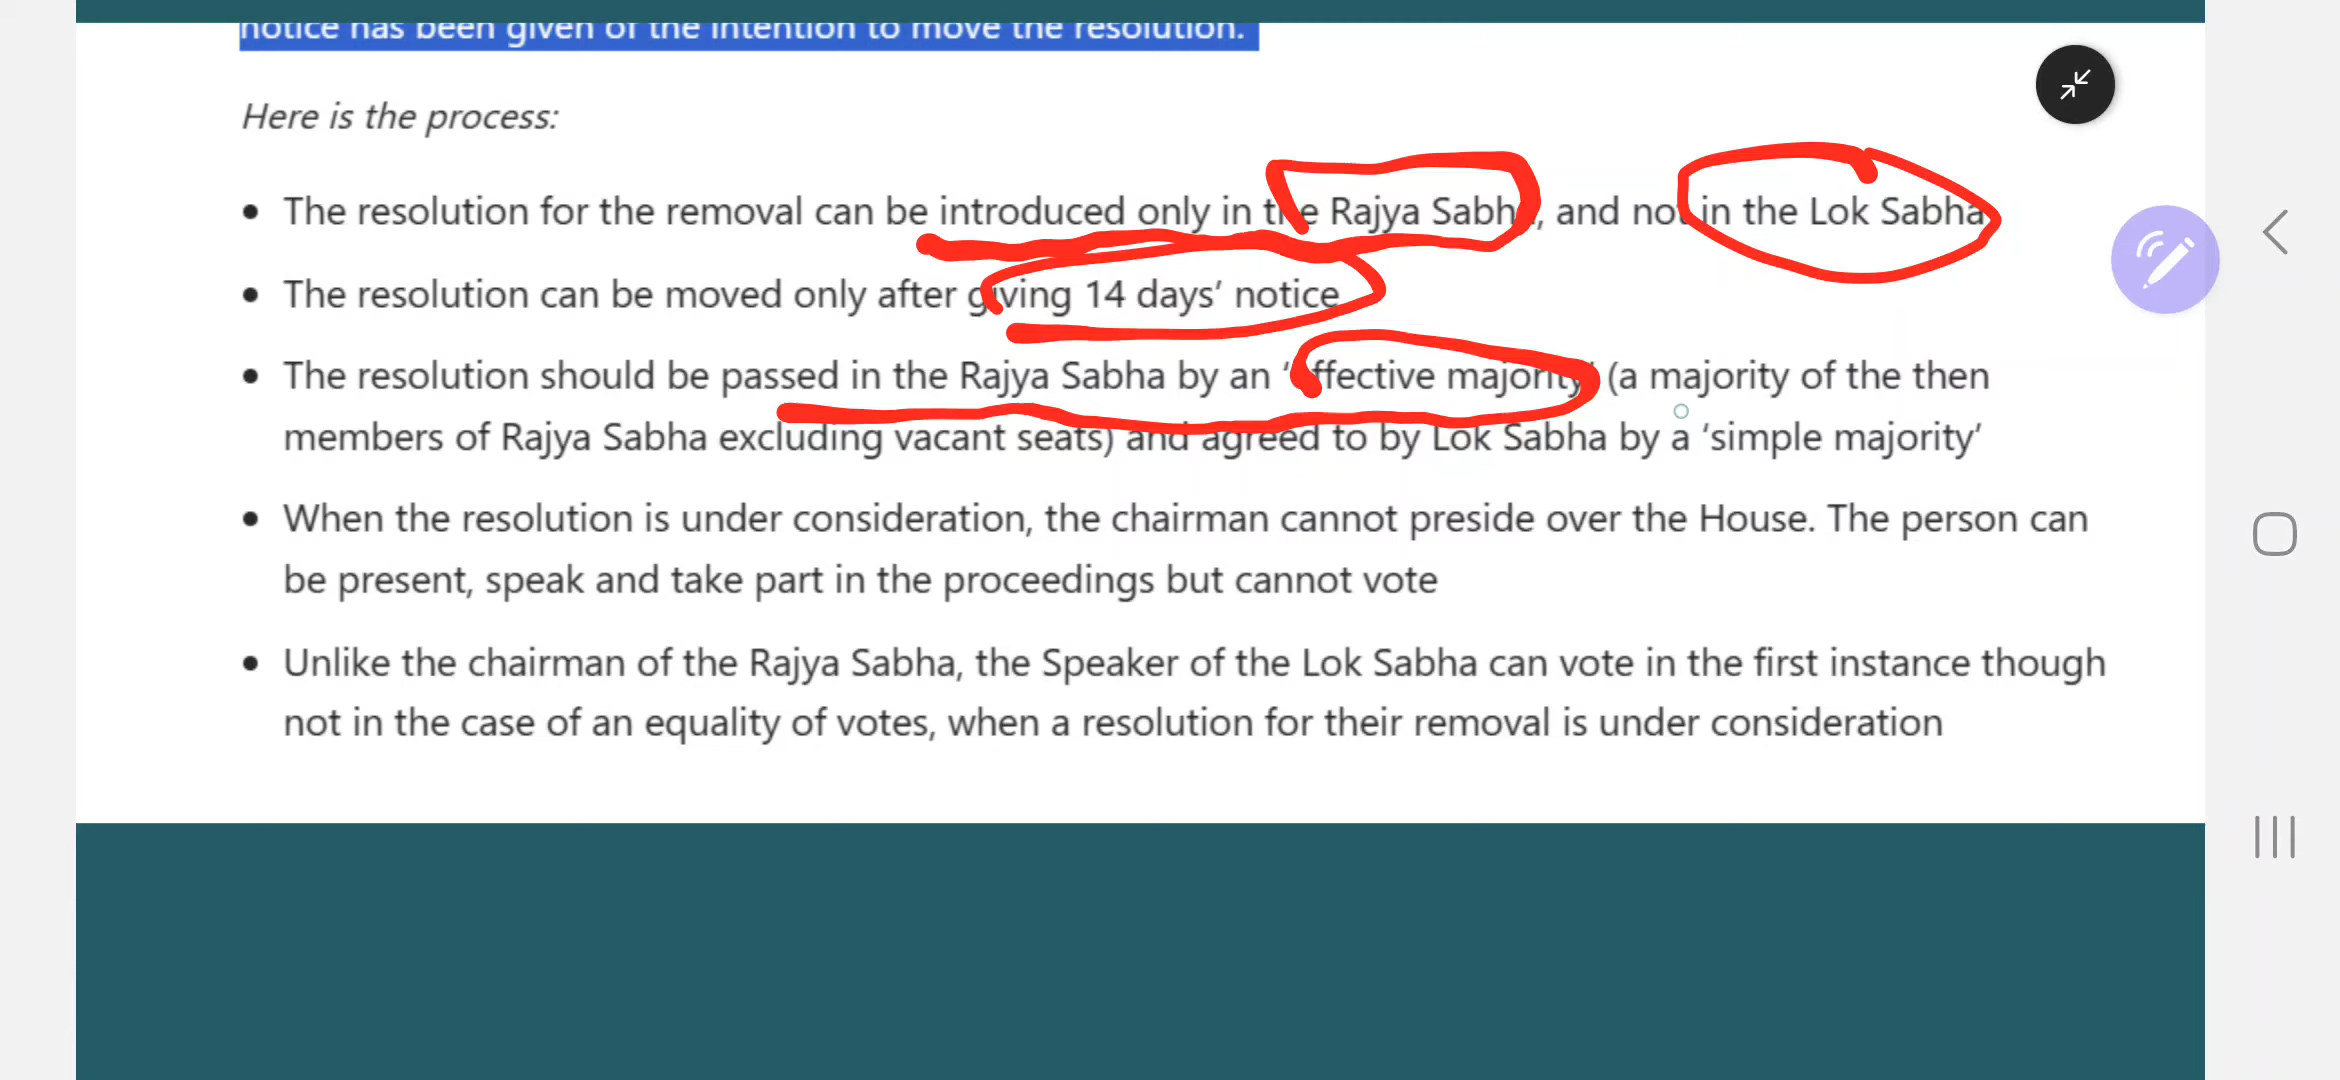 notice has been given of the intention to move the resolution.
Here is the process:
• The resolution for the removal can be introduced only in the Rajya Sabha, and not in the Lok Sabha
• The resolution can be moved only after giving 14 days’ notice
• The resolution should be passed in the Rajya Sabha by an ‘effective majority’ (a majority of the then
members of Rajya Sabha excluding vacant seats) and agreed to by Lok Sabha by a ‘simple majority’
• When the resolution is under consideration, the chairman cannot preside over the House. The person can
be present, speak and take part in the proceedings but cannot vote
• Unlike the chairman of the Rajya Sabha, the Speaker of the Lok Sabha can vote in the first instance though
not in the case of an equality of votes, when a resolution for their removal is under consideration